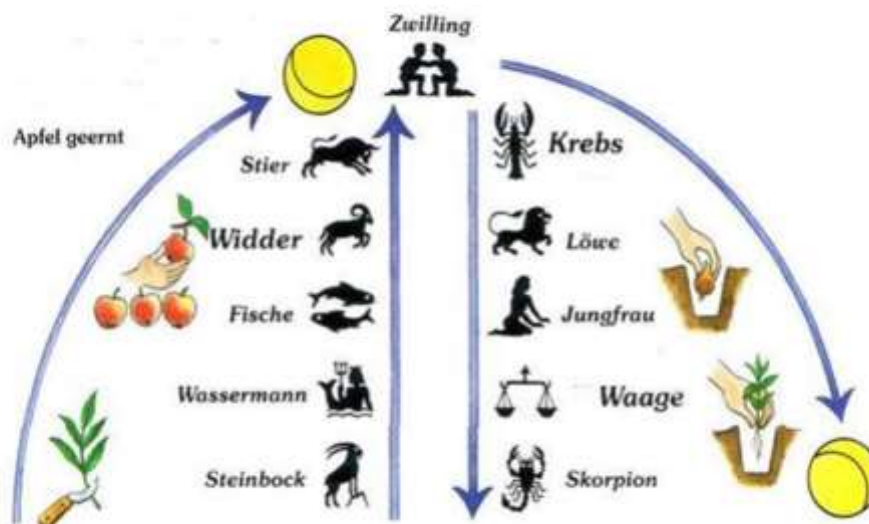 Zwilling
Apfel geernt
Stier
Krebs
Widder
Löwe
Fische
Jungfrau
Wassermann
Waage
Steinbock
Skorpion